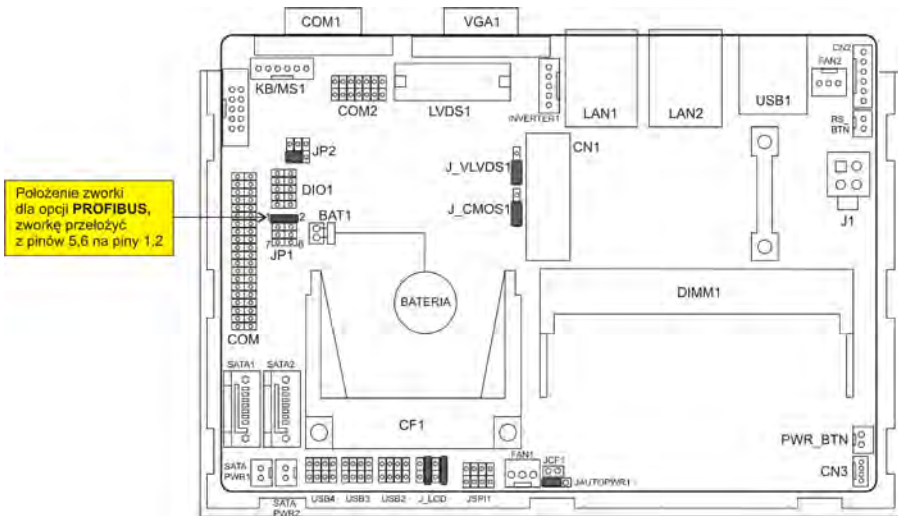 COM1
VGA1
CN2
FAN2
KB/MS1
COM2
LVDS1
INVERTER1
LAN1
LAN2
USB1
RS_
BTN
JP2
CN1
J_VLVDS1
DIO1
J_CMOS1
J1
Położenie zworki
dla opcji PROFIBUS,
zworkę przełożyć
z pinów 5,6 na piny 1,2
1
2
BAT1
7
8
JP1
BATERIA
DIMM1
COM
SATA1
SATA2
CF1
PWR_BTN
SATA
PWR1
FAN1
JCF1
CN3
JAUTOPWR1
USB4
USB3
USB2
J_LCD
JSPI1
SATA
PWR2